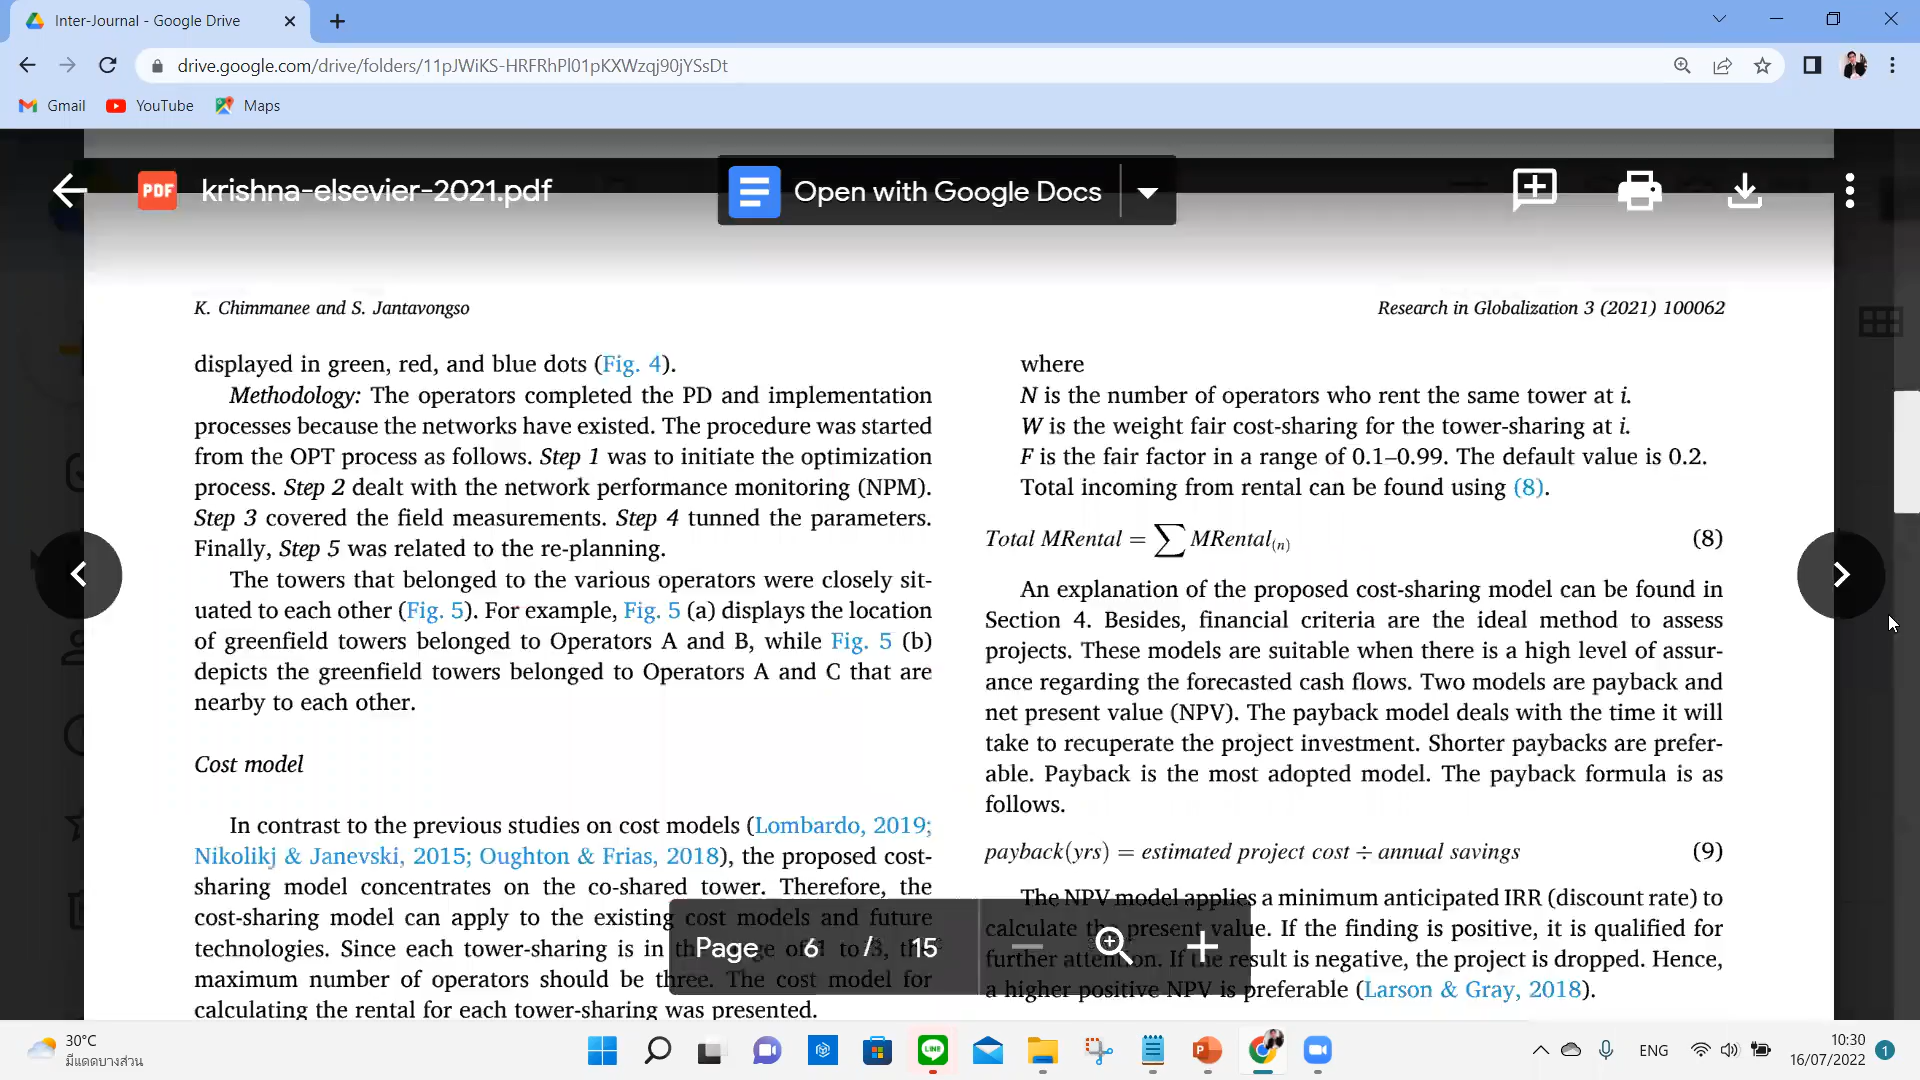 Inter-Journal - Google Drive
drive.google.com/drive/folders/11pJWiKS-HRFRhPl01pKXWzqj90jYSsDt
Gmail
YouTube
Maps
PDF
krishna-elsevier-2021.pdf
Open with Google Docs
K. Chimmanee and S. Jantavongso
Research in Globalization 3 (2021) 100062
displayed in green, red, and blue dots (Fig. 4).
Methodology: The operators completed the PD and implementation
processes because the networks have existed. The procedure was started
from the OPT process as follows. Step 1 was to initiate the optimization
process. Step 2 dealt with the network performance monitoring (NPM).
Step 3 covered the field measurements. Step 4 tunned the parameters.
Finally, Step 5 was related to the re-planning.
The towers that belonged to the various operators were closely sit-
uated to each other (Fig. 5). For example, Fig. 5 (a) displays the location
of greenfield towers belonged to Operators A and B, while Fig. 5 (b)
depicts the greenfield towers belonged to Operators A and C that are
nearby to each other.
Cost model
In contrast to the previous studies on cost models (Lombardo, 2019;
Nikolikj & Janevski, 2015; Oughton & Frias, 2018), the proposed cost-
sharing model concentrates on the co-shared tower. Therefore, the
cost-sharing model can apply to the existing cost models and future
technologies. Since each tower-sharing is in the range of 1 to 3, the
maximum number of operators should be three. The cost model for
calculating the rental for each tower-sharing was presented.
where
N is the number of operators who rent the same tower at i.
W is the weight fair cost-sharing for the tower-sharing at i.
F is the fair factor in a range of 0.1–0.99. The default value is 0.2.
Total incoming from rental can be found using (8).
Total MRental = ∑ MRental(n) (8)
An explanation of the proposed cost-sharing model can be found in
Section 4. Besides, financial criteria are the ideal method to assess
projects. These models are suitable when there is a high level of assur-
ance regarding the forecasted cash flows. Two models are payback and
net present value (NPV). The payback model deals with the time it will
take to recuperate the project investment. Shorter paybacks are prefer-
able. Payback is the most adopted model. The payback formula is as
follows.
payback(yrs) = estimated project cost ÷ annual savings (9)
The NPV model applies a minimum anticipated IRR (discount rate) to
calculate the present value. If the finding is positive, it is qualified for
further attention. If the result is negative, the project is dropped. Hence,
a higher positive NPV is preferable (Larson & Gray, 2018).
Page 6 / 15
30°C
มีแดดบางส่วน
LINE
ENG
10:30
16/07/2022
1